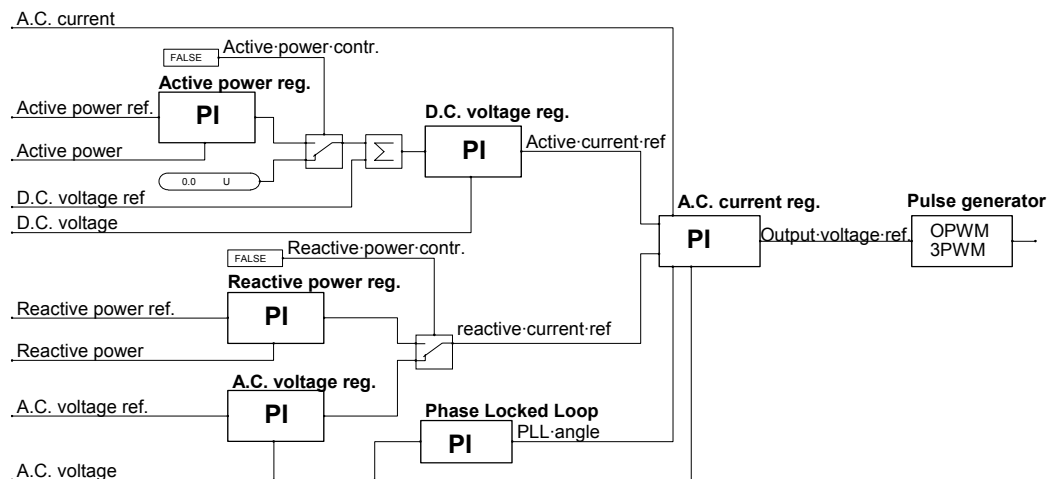 A.C. current
FALSE
Active·power·contr.
Active power reg.
Active power ref.
PI
D.C. voltage reg.
Active power
PI
Active·current·ref
Σ
0.0 U
D.C. voltage ref
D.C. voltage
A.C. current reg.
Pulse generator
PI
Output·voltage·ref.
OPWM
3PWM
FALSE
Reactive·power·contr.
Reactive power reg.
Reactive power ref.
PI
reactive·current·ref
Reactive power
A.C. voltage reg.
A.C. voltage ref.
PI
Phase Locked Loop
PI
PLL·angle
A.C. voltage